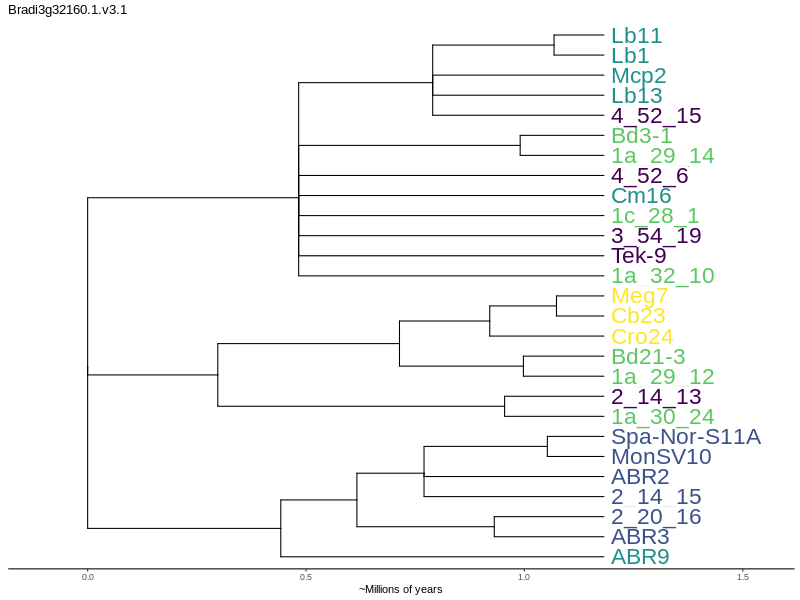 Bradi3g32160.1.v3.1
Lb11
Lb1
Mcp2
Lb13
4_52_15
Bd3-1
1a_29_14
4_52_6
Cm16
1c_28_1
3_54_19
Tek-9
1a_32_10
Meg7
Cb23
Cro24
Bd21-3
1a_29_12
2_14_13
1a_30_24
Spa-Nor-S11A
MonSV10
ABR2
2_14_15
2_20_16
ABR3
ABR9
0.0 0.5 1.0 1.5
~Millions of years